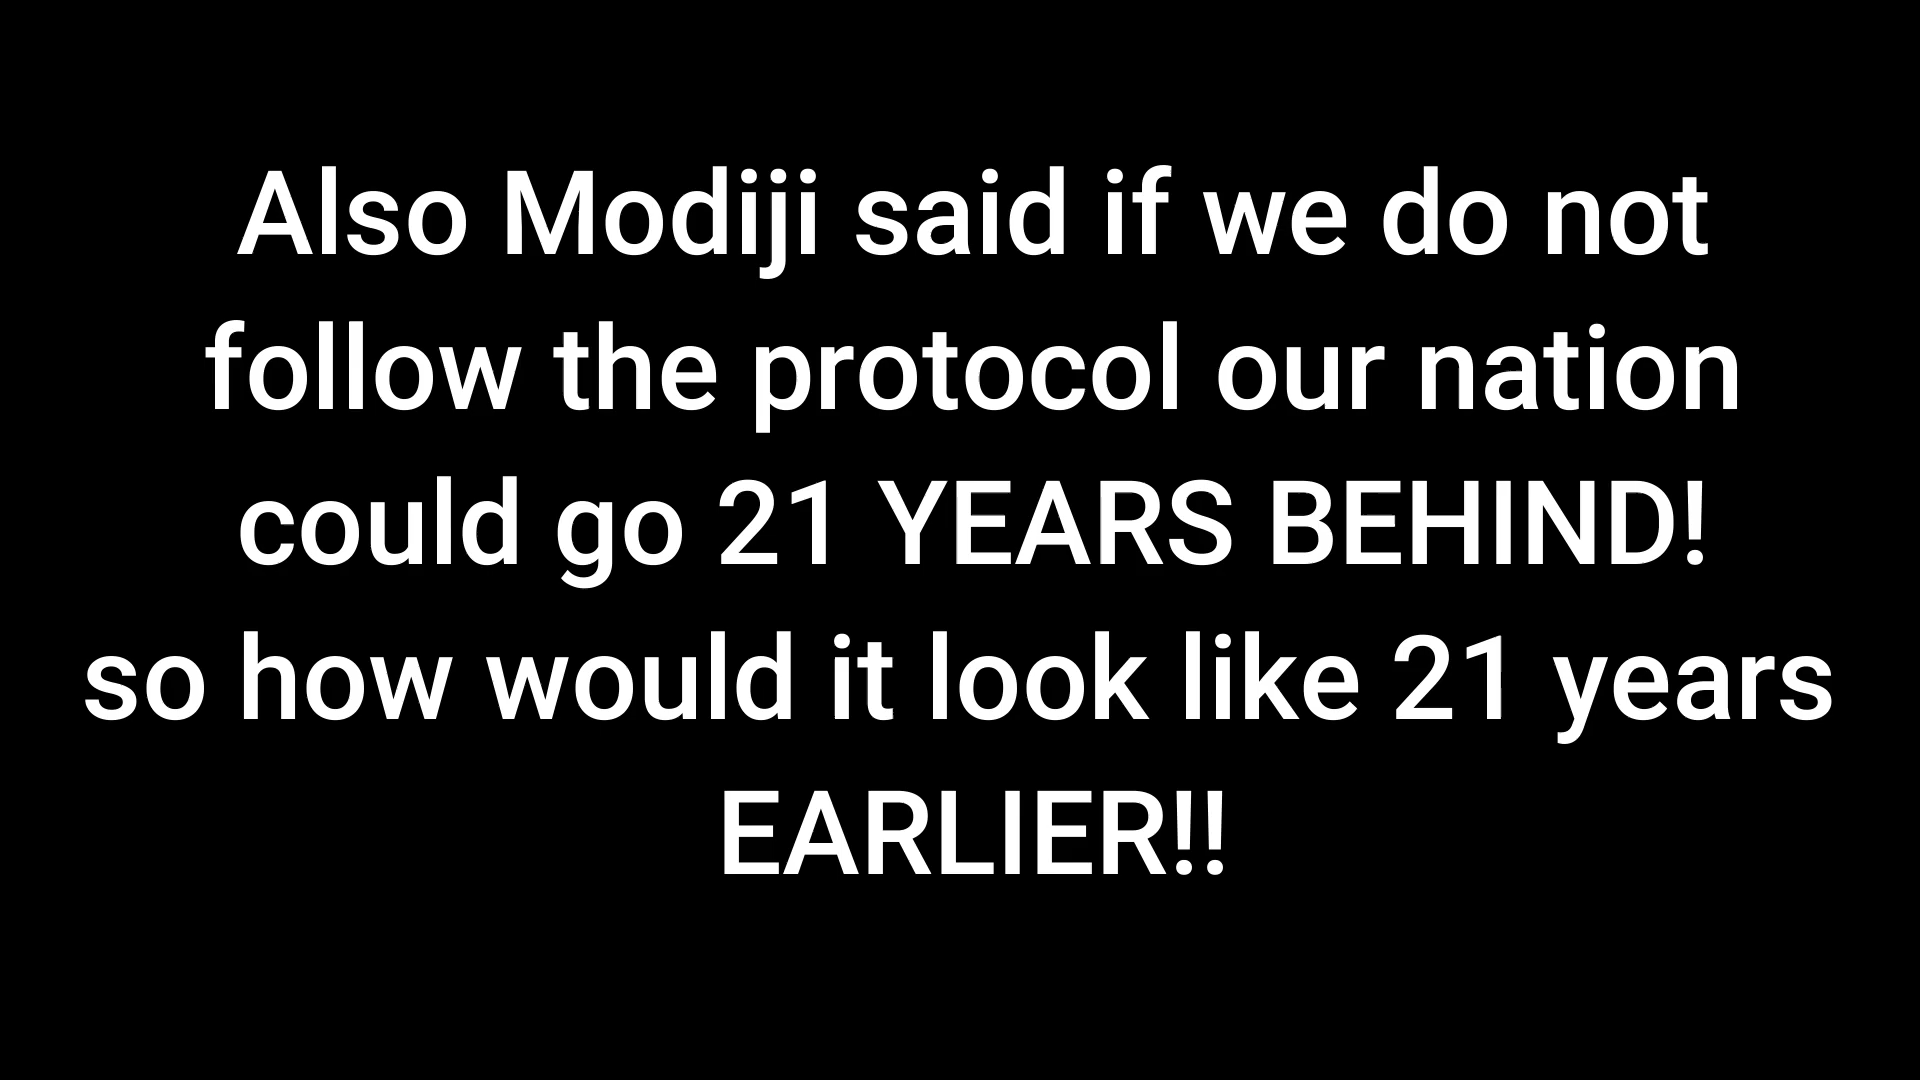 Also Modiji said if we do not
follow the protocol our nation
could go 21 YEARS BEHIND!
so how would it look like 21 years
EARLIER!!